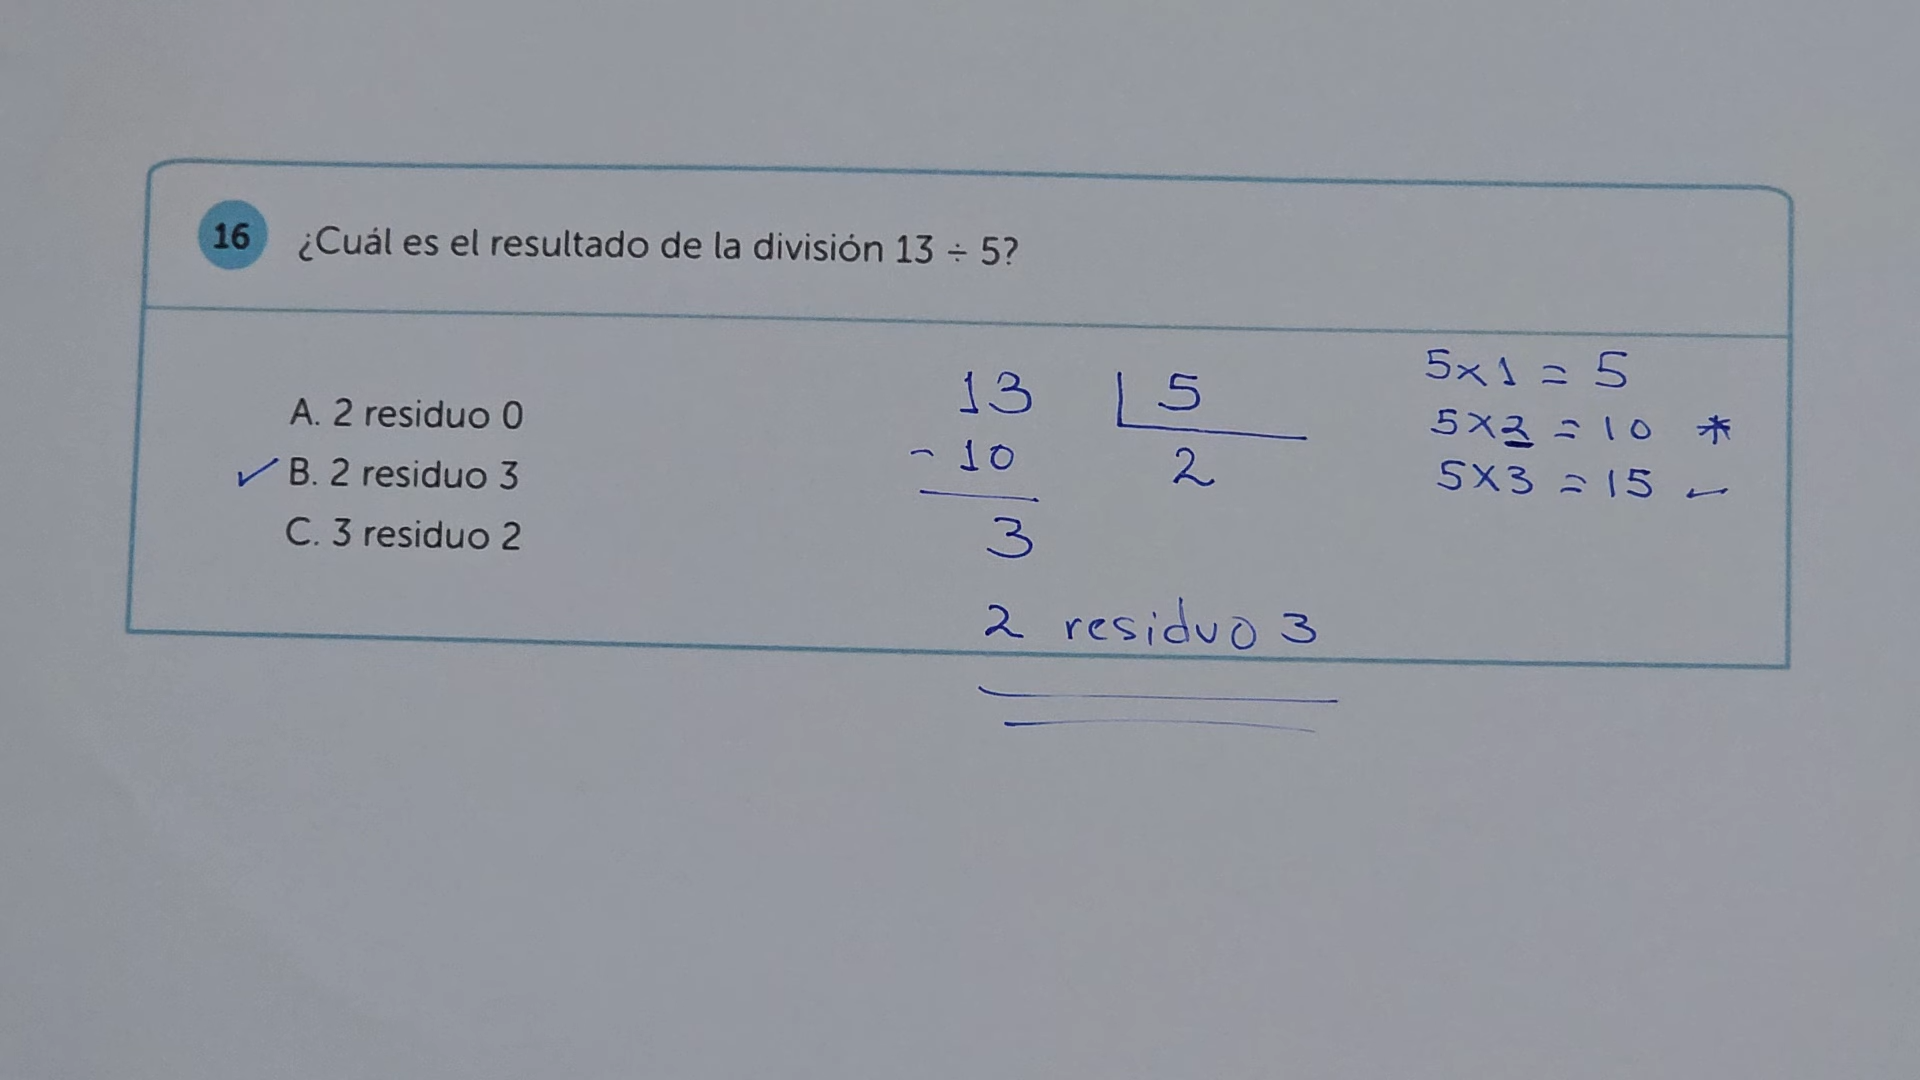 16 ¿Cuál es el resultado de la división 13 ÷ 5?
A. 2 residuo 0
✓ B. 2 residuo 3
C. 3 residuo 2
13 5
- 10 2
3
2 residuo 3
5x1 = 5
5x2 = 10 *
5x3 = 15 -